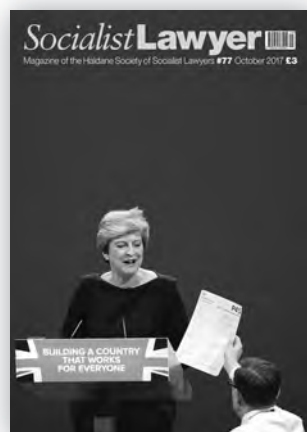 Socialist Lawyer
Magazine of the Haldane Society of Socialist Lawyers #77 October 2017 £3
BUILDING A COUNTRY
THAT WORKS
FOR EVERYONE